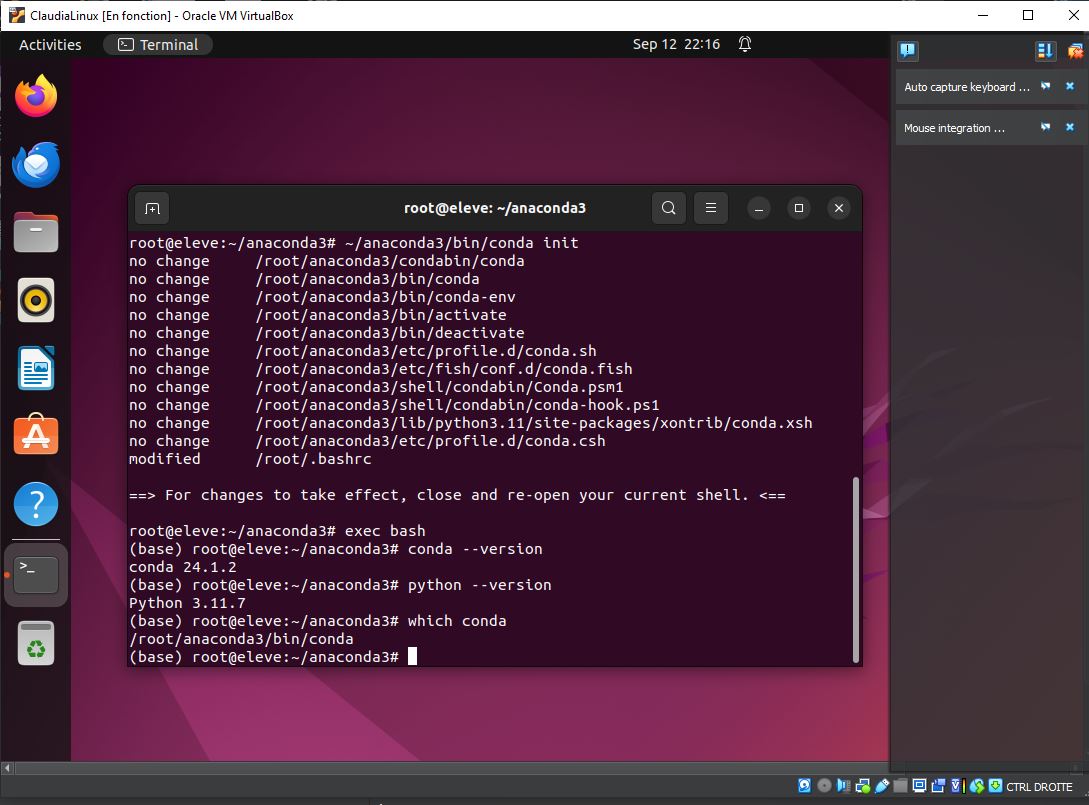 ClaudiaLinux [En fonction] - Oracle VM VirtualBox
Activities
Terminal
Sep 12 22:16
Auto capture keyboard ...
Mouse integration ...
root@eleve: ~/anaconda3
root@eleve:~/anaconda3# ~/anaconda3/bin/conda init
no change     /root/anaconda3/condabin/conda
no change     /root/anaconda3/bin/conda
no change     /root/anaconda3/bin/conda-env
no change     /root/anaconda3/bin/activate
no change     /root/anaconda3/bin/deactivate
no change     /root/anaconda3/etc/profile.d/conda.sh
no change     /root/anaconda3/etc/fish/conf.d/conda.fish
no change     /root/anaconda3/shell/condabin/Conda.psm1
no change     /root/anaconda3/shell/condabin/conda-hook.ps1
no change     /root/anaconda3/lib/python3.11/site-packages/xontrib/conda.xsh
no change     /root/anaconda3/etc/profile.d/conda.csh
modified      /root/.bashrc
==> For changes to take effect, close and re-open your current shell. <==
root@eleve:~/anaconda3# exec bash
(base) root@eleve:~/anaconda3# conda --version
conda 24.1.2
(base) root@eleve:~/anaconda3# python --version
Python 3.11.7
(base) root@eleve:~/anaconda3# which conda
/root/anaconda3/bin/conda
(base) root@eleve:~/anaconda3#
CTRL DROITE